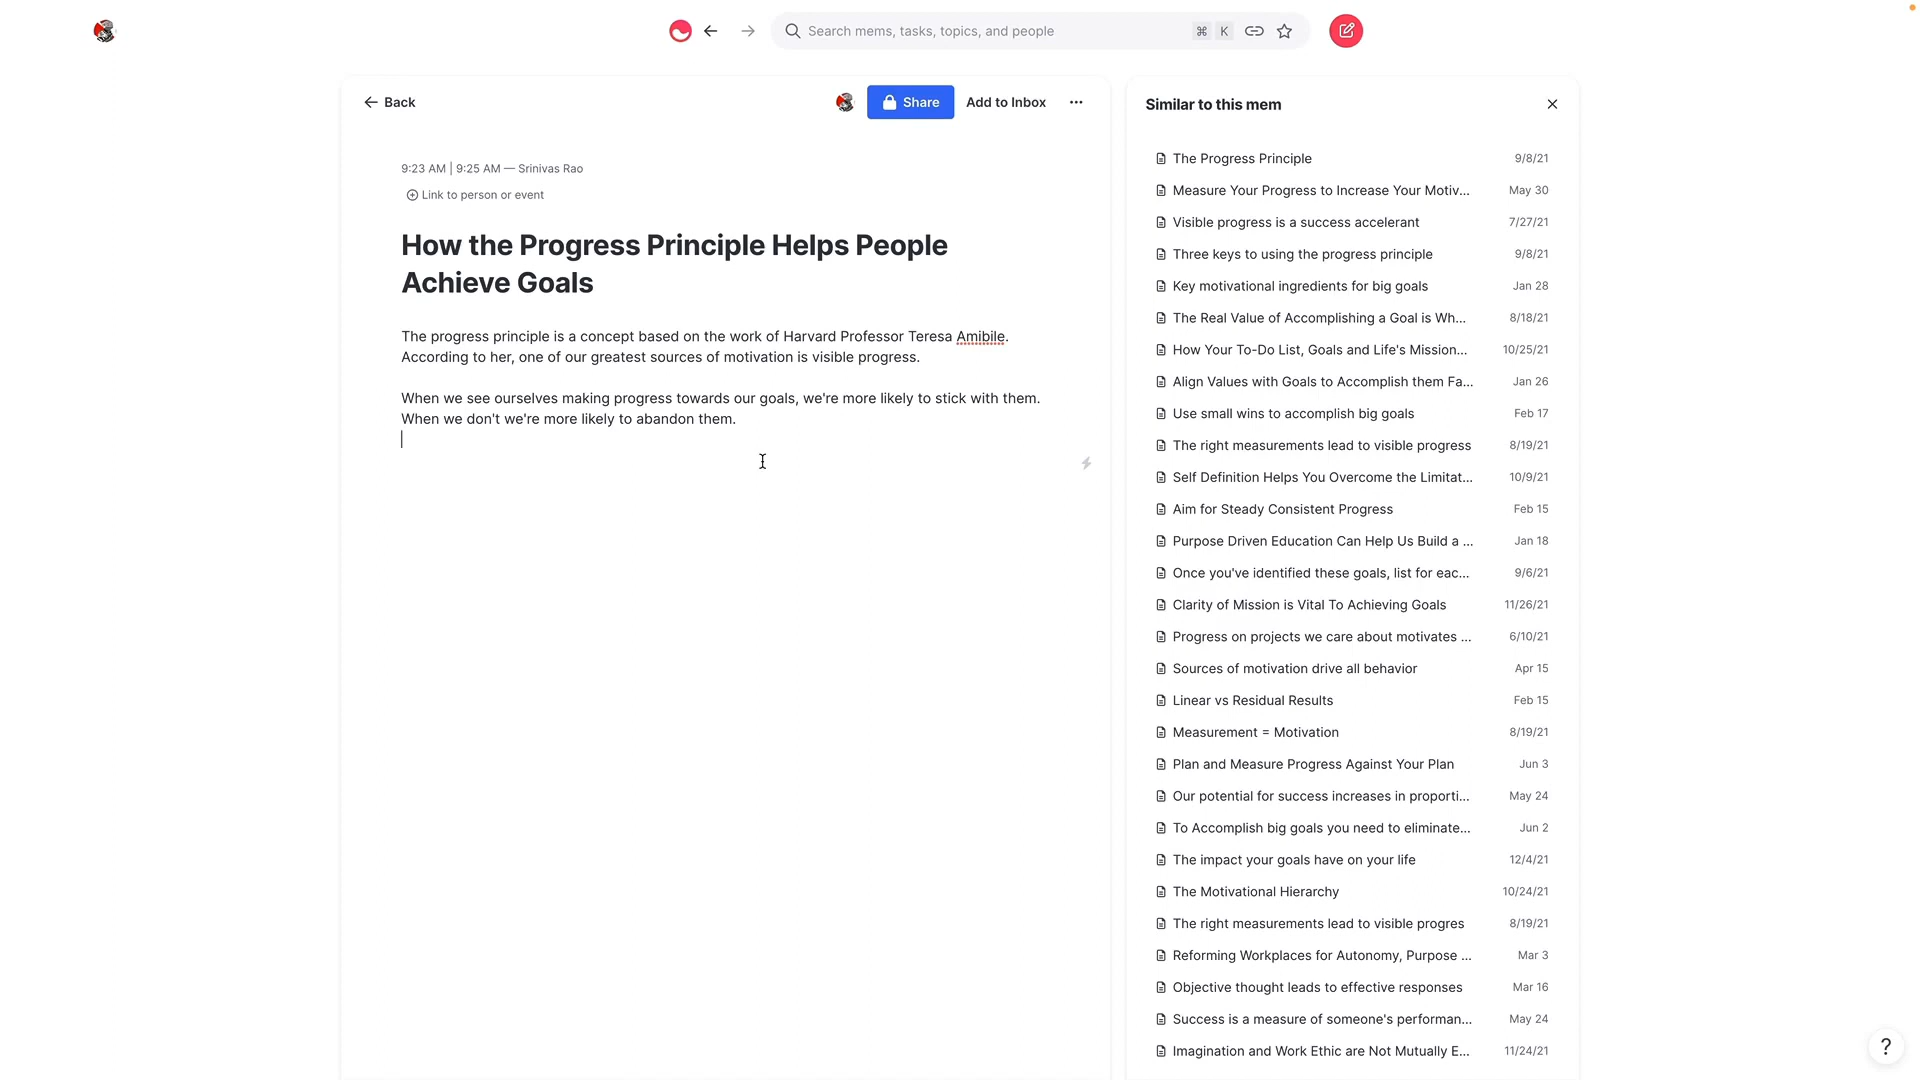 Search mems, tasks, topics, and people ⌘ K
Back
Share Add to Inbox ···
9:23 AM | 9:25 AM — Srinivas Rao
Link to person or event
How the Progress Principle Helps People
Achieve Goals
The progress principle is a concept based on the work of Harvard Professor Teresa Amibile.
According to her, one of our greatest sources of motivation is visible progress.
When we see ourselves making progress towards our goals, we're more likely to stick with them.
When we don't we're more likely to abandon them.
Similar to this mem
The Progress Principle 9/8/21
Measure Your Progress to Increase Your Motiv... May 30
Visible progress is a success accelerant 7/27/21
Three keys to using the progress principle 9/8/21
Key motivational ingredients for big goals Jan 28
The Real Value of Accomplishing a Goal is Wh... 8/18/21
How Your To-Do List, Goals and Life's Mission... 10/25/21
Align Values with Goals to Accomplish them Fa... Jan 26
Use small wins to accomplish big goals Feb 17
The right measurements lead to visible progress 8/19/21
Self Definition Helps You Overcome the Limitat... 10/9/21
Aim for Steady Consistent Progress Feb 15
Purpose Driven Education Can Help Us Build a ... Jan 18
Once you've identified these goals, list for eac... 9/6/21
Clarity of Mission is Vital To Achieving Goals 11/26/21
Progress on projects we care about motivates ... 6/10/21
Sources of motivation drive all behavior Apr 15
Linear vs Residual Results Feb 15
Measurement = Motivation 8/19/21
Plan and Measure Progress Against Your Plan Jun 3
Our potential for success increases in proporti... May 24
To Accomplish big goals you need to eliminate... Jun 2
The impact your goals have on your life 12/4/21
The Motivational Hierarchy 10/24/21
The right measurements lead to visible progres 8/19/21
Reforming Workplaces for Autonomy, Purpose ... Mar 3
Objective thought leads to effective responses Mar 16
Success is a measure of someone's performan... May 24
Imagination and Work Ethic are Not Mutually E... 11/24/21
?